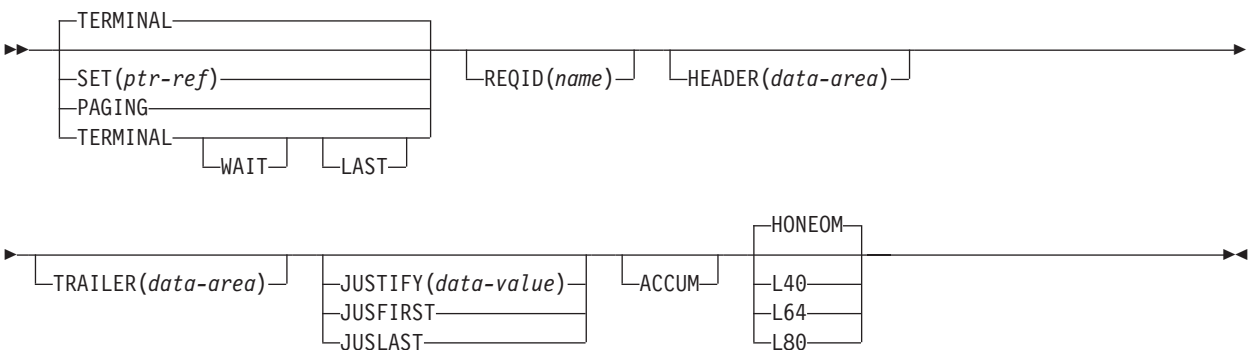 TERMINAL
SET(ptr-ref)
REQID(name)
HEADER(data-area)
PAGING
TERMINAL
WAIT
LAST
HONEOM
TRAILER(data-area)
JUSTIFY(data-value)
ACCUM
L40
JUSFIRST
L64
JUSLAST
L80